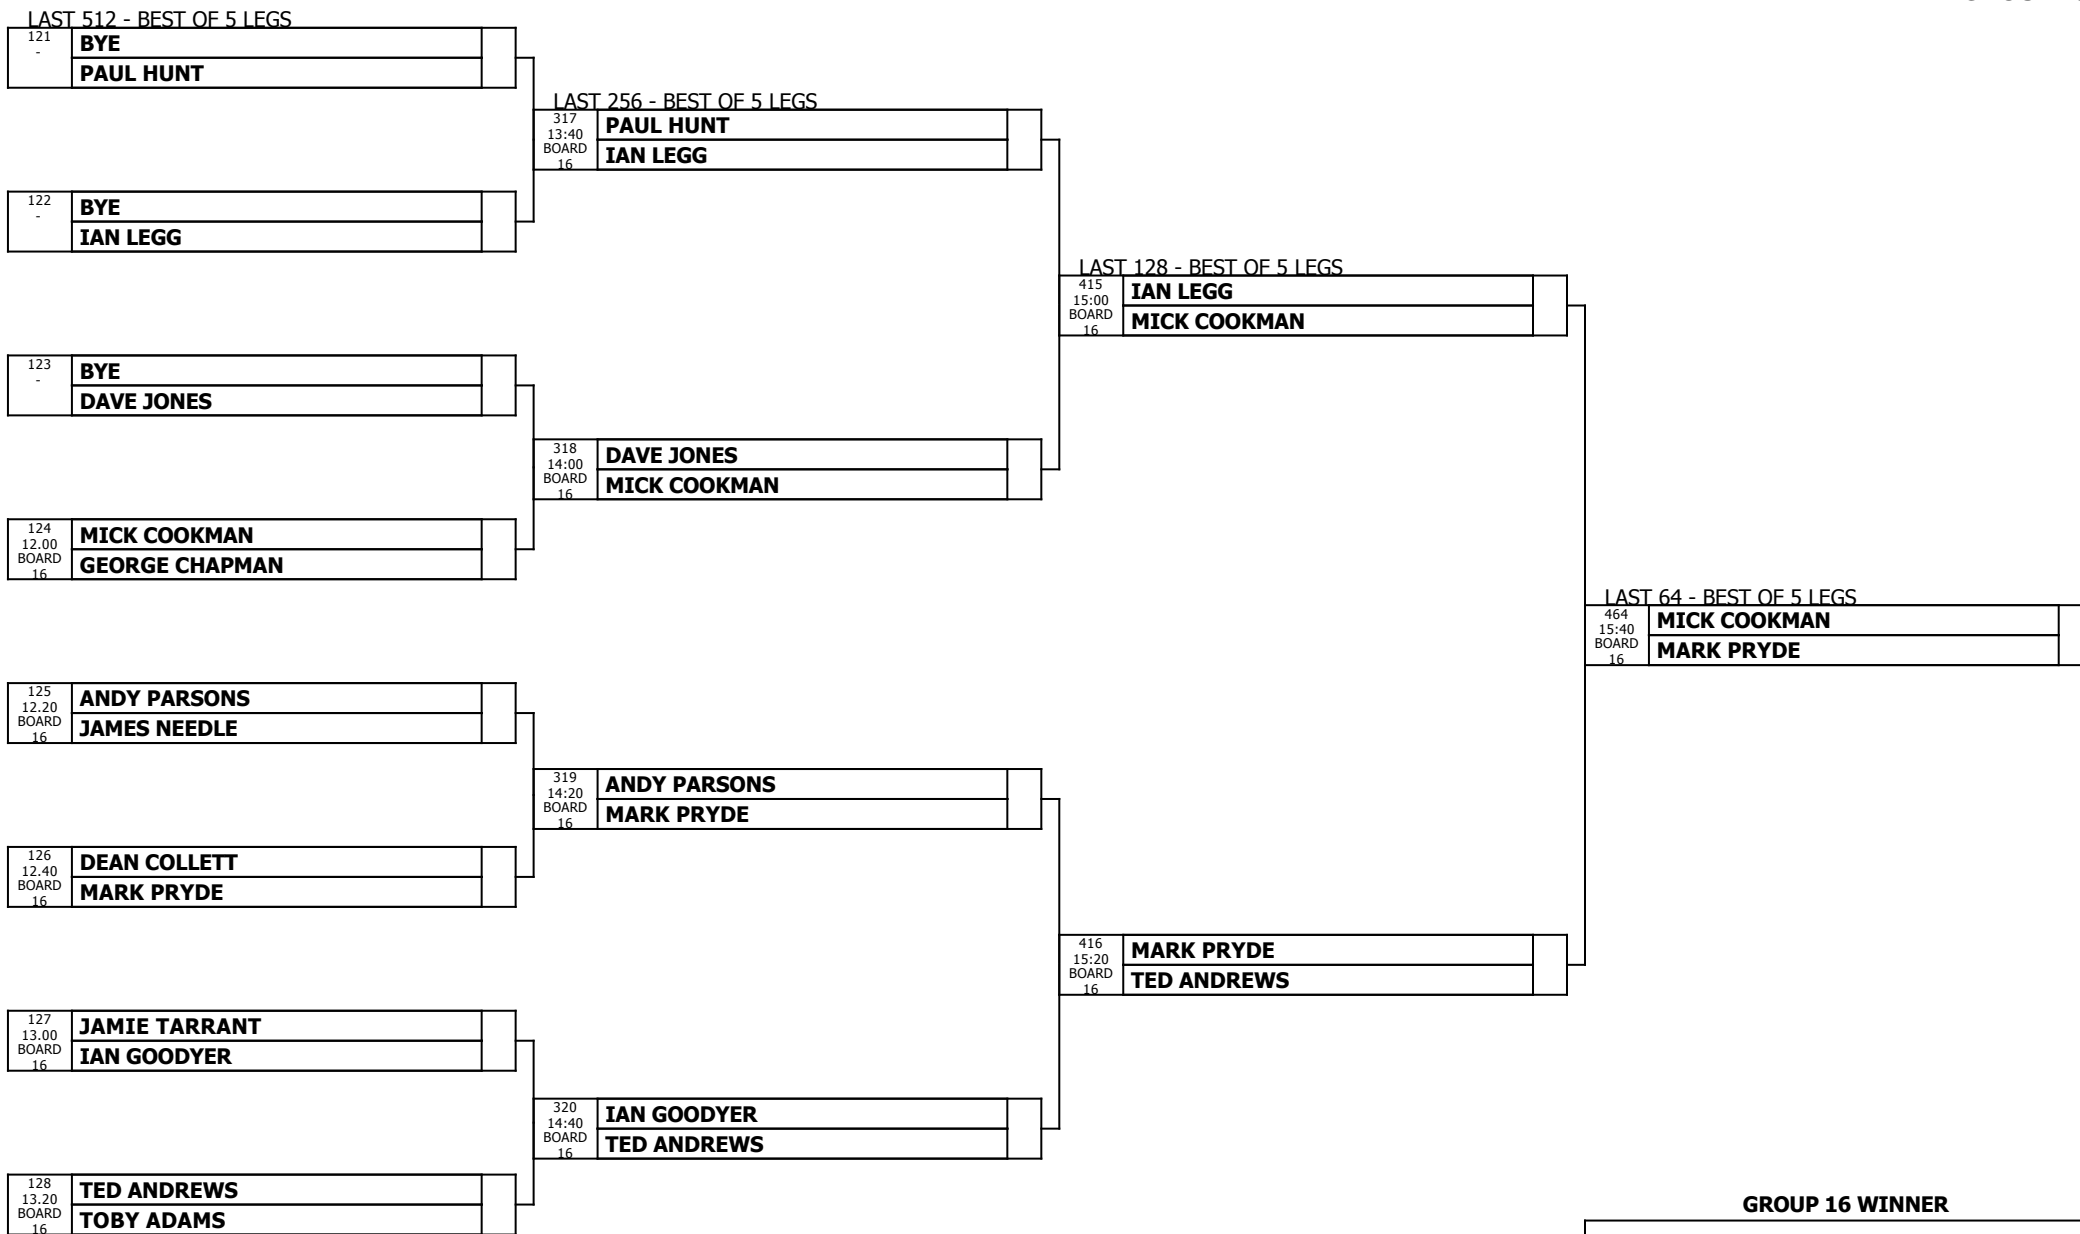 LAST 512 - BEST OF 5 LEGS
121
-
BYE
PAUL HUNT
122
-
BYE
IAN LEGG
123
-
BYE
DAVE JONES
124
12.00
BOARD
16
MICK COOKMAN
GEORGE CHAPMAN
125
12.20
BOARD
16
ANDY PARSONS
JAMES NEEDLE
126
12.40
BOARD
16
DEAN COLLETT
MARK PRYDE
127
13.00
BOARD
16
JAMIE TARRANT
IAN GOODYER
128
13.20
BOARD
16
TED ANDREWS
TOBY ADAMS
LAST 256 - BEST OF 5 LEGS
317
13:40
BOARD
16
PAUL HUNT
IAN LEGG
318
14:00
BOARD
16
DAVE JONES
MICK COOKMAN
319
14:20
BOARD
16
ANDY PARSONS
MARK PRYDE
320
14:40
BOARD
16
IAN GOODYER
TED ANDREWS
LAST 128 - BEST OF 5 LEGS
415
15:00
BOARD
16
IAN LEGG
MICK COOKMAN
416
15:20
BOARD
16
MARK PRYDE
TED ANDREWS
LAST 64 - BEST OF 5 LEGS
464
15:40
BOARD
16
MICK COOKMAN
MARK PRYDE
GROUP 16 WINNER